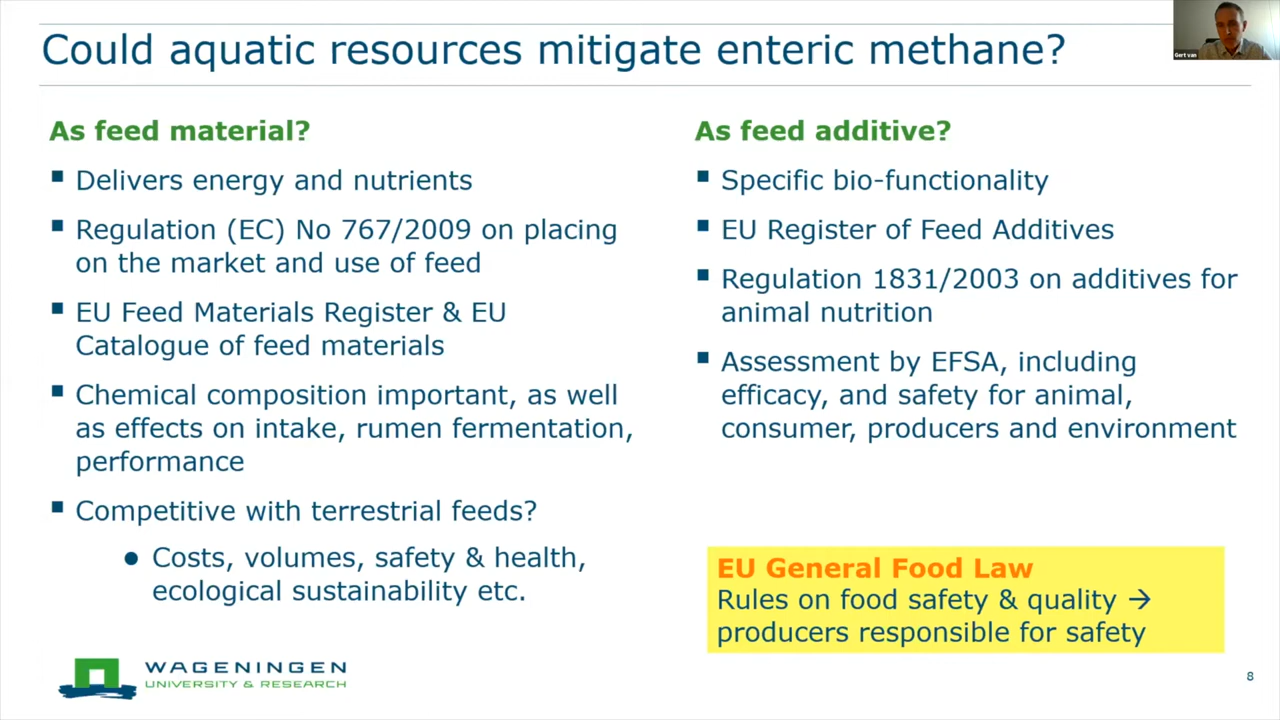 Could aquatic resources mitigate enteric methane?
Gert van
As feed material?
▪ Delivers energy and nutrients
▪ Regulation (EC) No 767/2009 on placing
on the market and use of feed
▪ EU Feed Materials Register & EU
Catalogue of feed materials
▪ Chemical composition important, as well
as effects on intake, rumen fermentation,
performance
▪ Competitive with terrestrial feeds?
● Costs, volumes, safety & health,
ecological sustainability etc.
As feed additive?
▪ Specific bio-functionality
▪ EU Register of Feed Additives
▪ Regulation 1831/2003 on additives for
animal nutrition
▪ Assessment by EFSA, including
efficacy, and safety for animal,
consumer, producers and environment
EU General Food Law
Rules on food safety & quality →
producers responsible for safety
WAGENINGEN
UNIVERSITY & RESEARCH
8